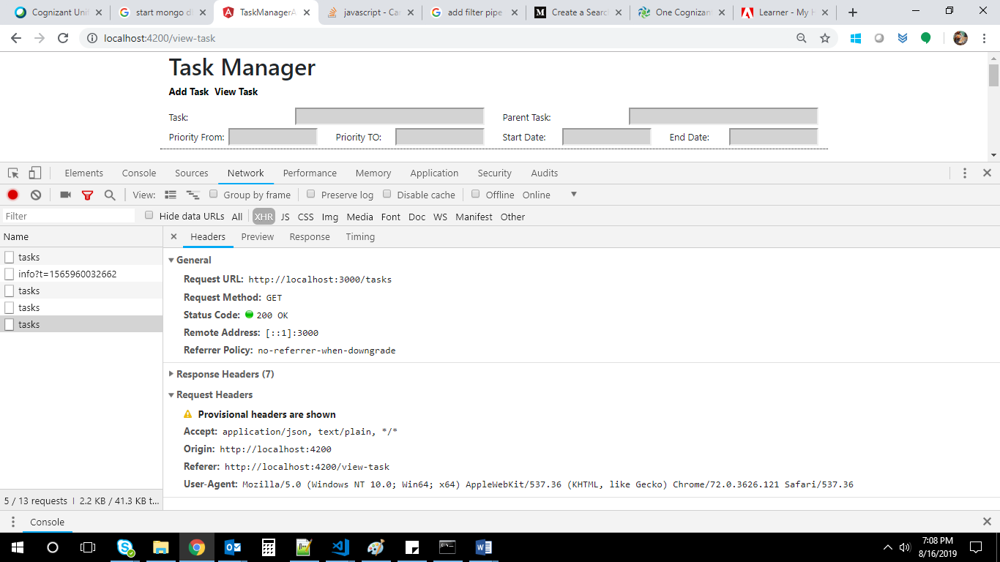 Cognizant Unif
start mongo d
TaskManagerA
javascript - Can
add filter pipe
Create a Search
One Cognizant
Learner - My H
localhost:4200/view-task
Task Manager
Add Task View Task
Task: Parent Task:
Priority From: Priority TO: Start Date: End Date:
Elements Console Sources Network Performance Memory Application Security Audits
View: Group by frame Preserve log Disable cache Offline Online
Filter Hide data URLs All XHR JS CSS Img Media Font Doc WS Manifest Other
Name
Headers Preview Response Timing
tasks
info?t=1565960032662
tasks
tasks
tasks
General
Request URL: http://localhost:3000/tasks
Request Method: GET
Status Code: 200 OK
Remote Address: [::1]:3000
Referrer Policy: no-referrer-when-downgrade
Response Headers (7)
Request Headers
Provisional headers are shown
Accept: application/json, text/plain, */*
Origin: http://localhost:4200
Referer: http://localhost:4200/view-task
User-Agent: Mozilla/5.0 (Windows NT 10.0; Win64; x64) AppleWebKit/537.36 (KHTML, like Gecko) Chrome/72.0.3626.121 Safari/537.36
5 / 13 requests | 2.2 KB / 41.3 KB t...
Console
7:08 PM
8/16/2019